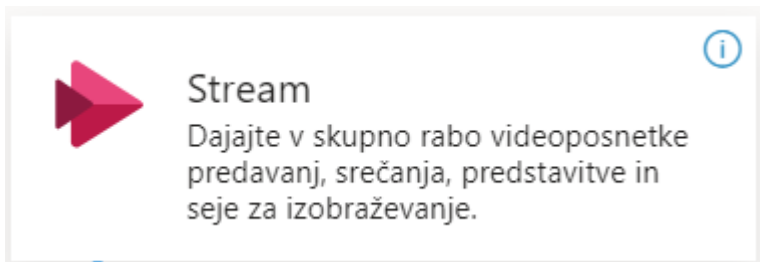 Stream
Dajajte v skupno rabo videoposnetke
predavanj, srečanja, predstavitve in
seje za izobraževanje.